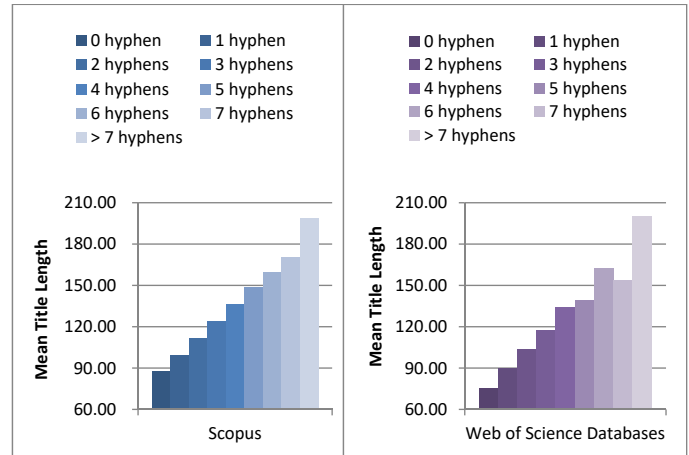 0 hyphen 1 hyphen
2 hyphens 3 hyphens
4 hyphens 5 hyphens
6 hyphens 7 hyphens
> 7 hyphens
Mean Title Length
210.00
180.00
150.00
120.00
90.00
60.00
Scopus
0 hyphen 1 hyphen
2 hyphens 3 hyphens
4 hyphens 5 hyphens
6 hyphens 7 hyphens
> 7 hyphens
Mean Title Length
210.00
180.00
150.00
120.00
90.00
60.00
Web of Science Databases